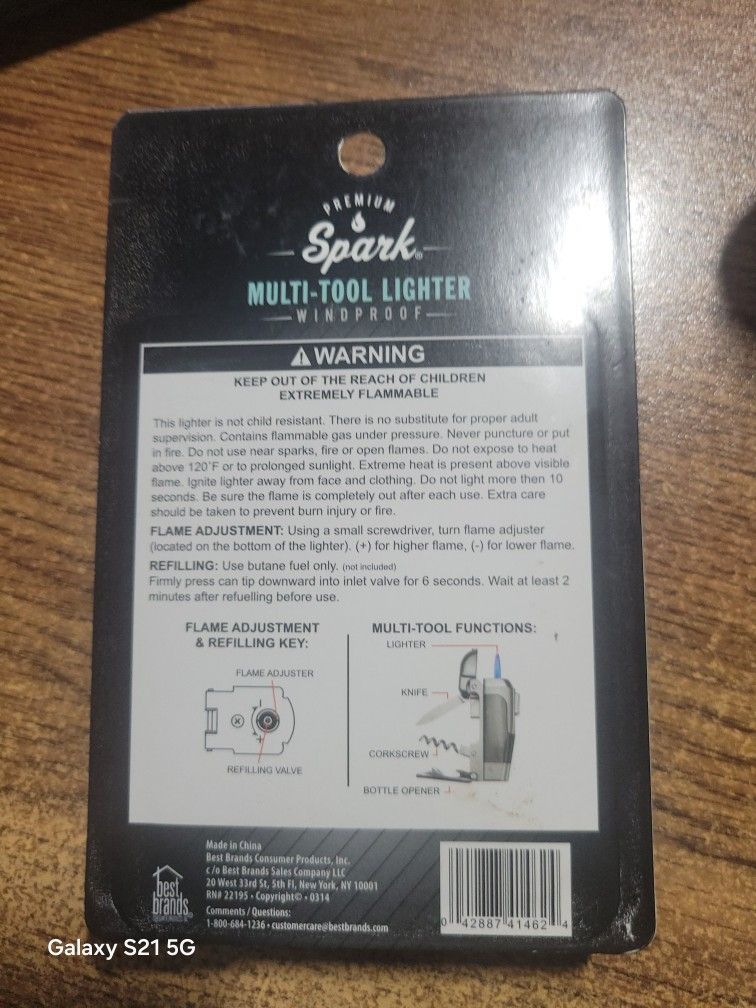 PREMIUM
Spark
MULTI-TOOL LIGHTER
WINDPROOF
WARNING
KEEP OUT OF THE REACH OF CHILDREN
EXTREMELY FLAMMABLE
This lighter is not child resistant. There is no substitute for proper adult
supervision. Contains flammable gas under pressure. Never puncture or put
in fire. Do not use near sparks, fire or open flames. Do not expose to heat
above 120°F or to prolonged sunlight. Extreme heat is present above visible
flame. Ignite lighter away from face and clothing. Do not light more then 10
seconds. Be sure the flame is completely out after each use. Extra care
should be taken to prevent burn injury or fire.
FLAME ADJUSTMENT: Using a small screwdriver, turn flame adjuster
(located on the bottom of the lighter). (+) for higher flame, (-) for lower flame.
REFILLING: Use butane fuel only. (not included)
Firmly press can tip downward into inlet valve for 6 seconds. Wait at least 2
minutes after refuelling before use.
FLAME ADJUSTMENT
& REFILLING KEY:
FLAME ADJUSTER
- +
REFILLING VALVE
MULTI-TOOL FUNCTIONS:
LIGHTER
KNIFE
CORKSCREW
BOTTLE OPENER
best
brands
Made in China
Best Brands Consumer Products, Inc.
c/o Best Brands Sales Company LLC
20 West 33rd St, 5th Fl, New York, NY 10001
RN# 22195 • Copyright© • 0314
Comments / Questions:
1-800-684-1236 • customercare@bestbrands.com
0 42887 41462 4
Galaxy S21 5G